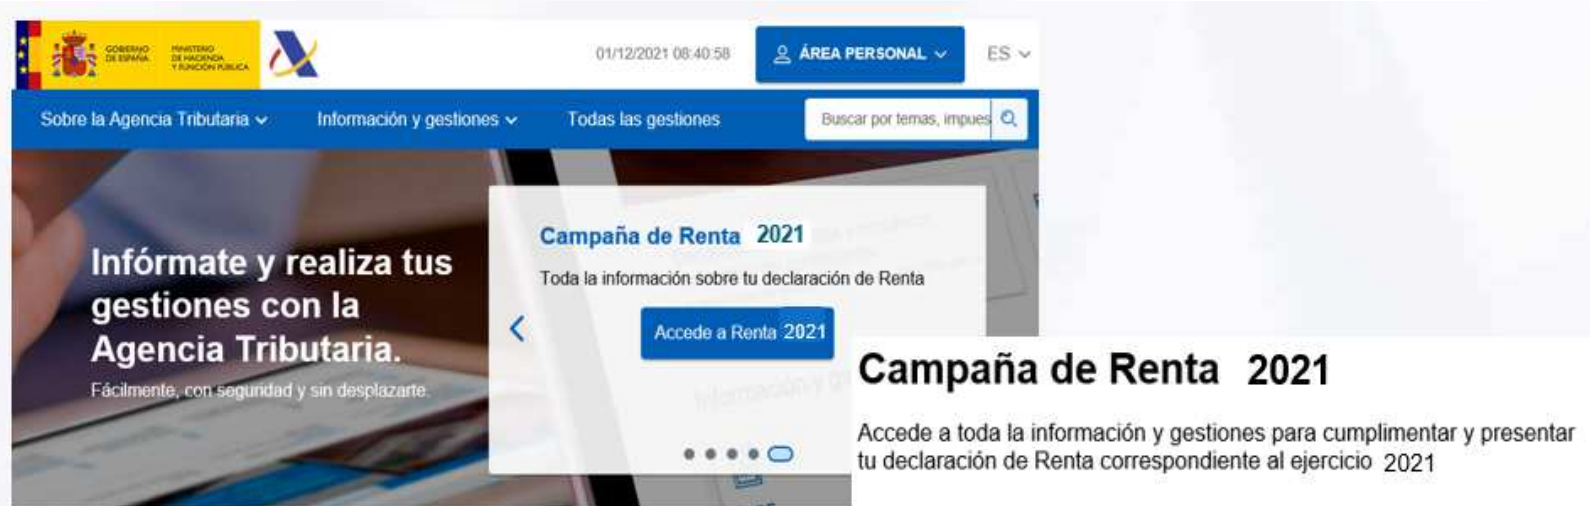 GOBIERNO DE ESPAÑA
MINISTERIO DE HACIENDA Y FUNCIÓN PÚBLICA
01/12/2021 08:40:58
ÁREA PERSONAL
ES
Sobre la Agencia Tributaria
Información y gestiones
Todas las gestiones
Buscar por temas, impues
Infórmate y realiza tus
gestiones con la
Agencia Tributaria.
Fácilmente, con seguridad y sin desplazarte.
Campaña de Renta 2021
Toda la información sobre tu declaración de Renta
Accede a Renta 2021
Campaña de Renta 2021
Accede a toda la información y gestiones para cumplimentar y presentar
tu declaración de Renta correspondiente al ejercicio 2021